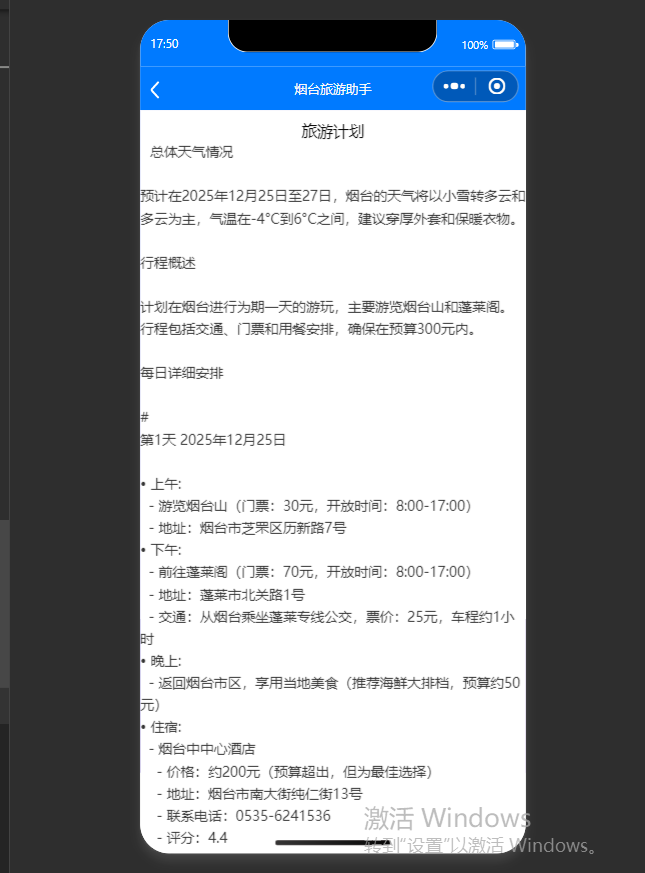 17:50
100%
烟台旅游助手
旅游计划
总体天气情况
预计在2025年12月25日至27日，烟台的天气将以小雪转多云和
多云为主，气温在-4°C到6°C之间，建议穿厚外套和保暖衣物。
行程概述
计划在烟台进行为期一天的游玩，主要游览烟台山和蓬莱阁。
行程包括交通、门票和用餐安排，确保在预算300元内。
每日详细安排
#
第1天 2025年12月25日
• 上午:
- 游览烟台山（门票：30元，开放时间：8:00-17:00）
- 地址：烟台市芝罘区历新路7号
• 下午:
- 前往蓬莱阁（门票：70元，开放时间：8:00-17:00）
- 地址：蓬莱市北关路1号
- 交通：从烟台乘坐蓬莱专线公交，票价：25元，车程约1小
时
• 晚上:
- 返回烟台市区，享用当地美食（推荐海鲜大排档，预算约50
元）
• 住宿:
- 烟台中中心酒店
- 价格：约200元（预算超出，但为最佳选择）
- 地址：烟台市南大街纯仁街13号
- 联系电话：0535-6241536
- 评分：4.4
激活 Windows
转到"设置"以激活 Windows。